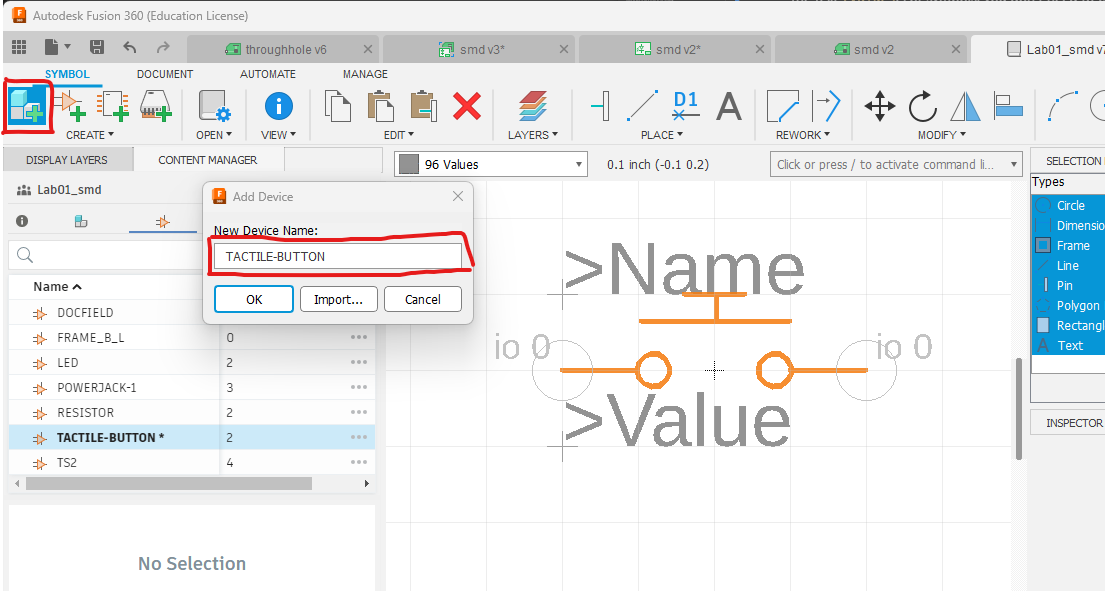 Autodesk Fusion 360 (Education License)
throughhole v6
smd v3*
smd v2*
smd v2
Lab01_smd v7
SYMBOL
DOCUMENT
AUTOMATE
MANAGE
D1
A
CREATE
OPEN
VIEW
EDIT
LAYERS
PLACE
REWORK
MODIFY
DISPLAY LAYERS
CONTENT MANAGER
96 Values
0.1 inch (-0.1 0.2)
Click or press / to activate command li...
SELECTION
Lab01_smd
Add Device
New Device Name:
TACTILE-BUTTON
OK
Import...
Cancel
Name
DOCFIELD
FRAME_B_L 0
LED 2
POWERJACK-1 3
RESISTOR 2
TACTILE-BUTTON * 2
TS2 4
No Selection
>Name
io 0
io 0
>Value
Types
Circle
Dimensio
Frame
Line
Pin
Polygon
Rectangl
Text
INSPECTOR